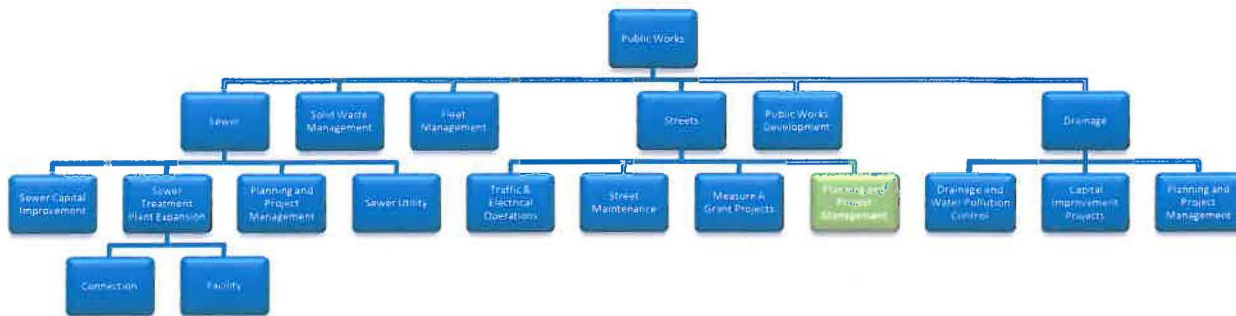 Public Works
Sewer
Solid Waste
Management
Fleet
Management
Streets
Public Works
Development
Drainage
Sewer Capital
Improvement
Sewer
Treatment
Plant Expansion
Planning and
Project
Management
Sewer Utility
Traffic &
Electrical
Operations
Street
Maintenance
Measure A
Grant Projects
Planning and
Project
Management
Drainage and
Water Pollution
Control
Capital
Improvement
Projects
Planning and
Project
Management
Connection
Facility